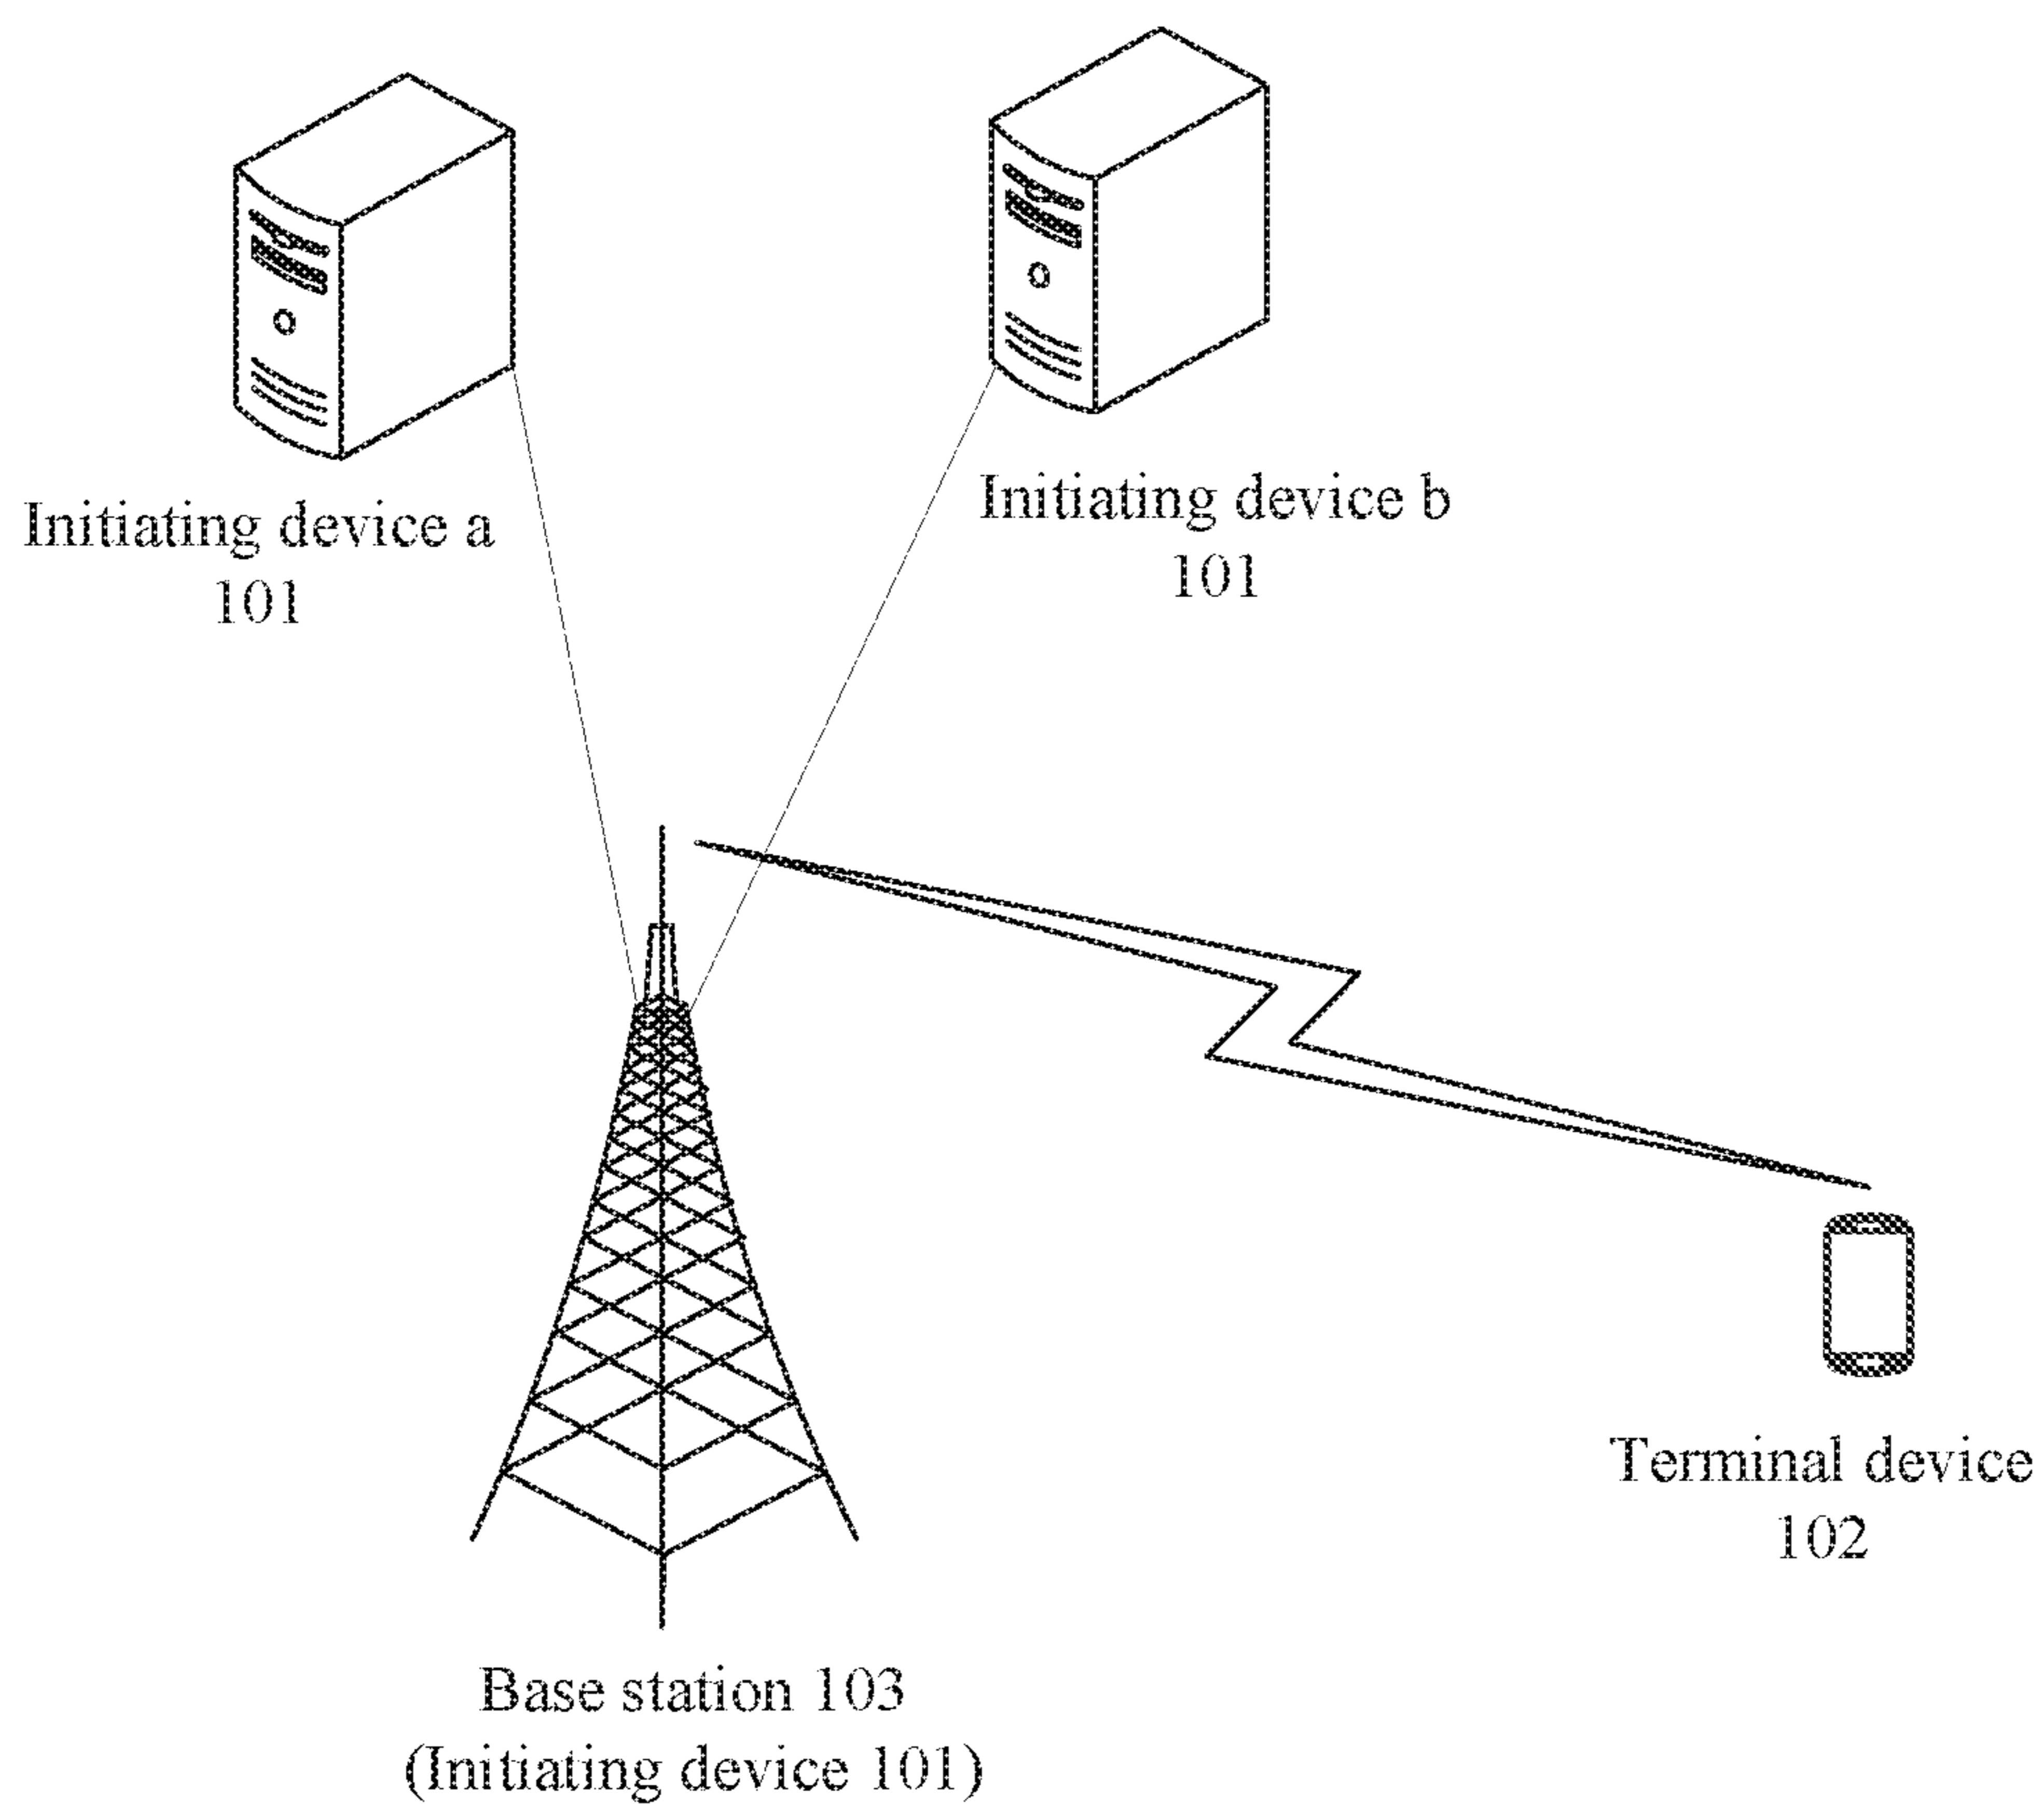 Initiating device a
101
Initiating device b
101
Terminal device
102
Base station 103
(Initiating device 101)